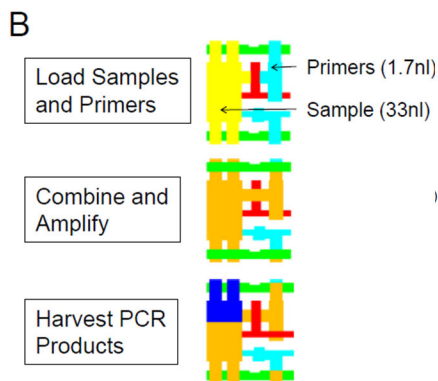 B
Load Samples
and Primers
Primers (1.7nl)
Sample (33nl)
Combine and
Amplify
)
Harvest PCR
Products